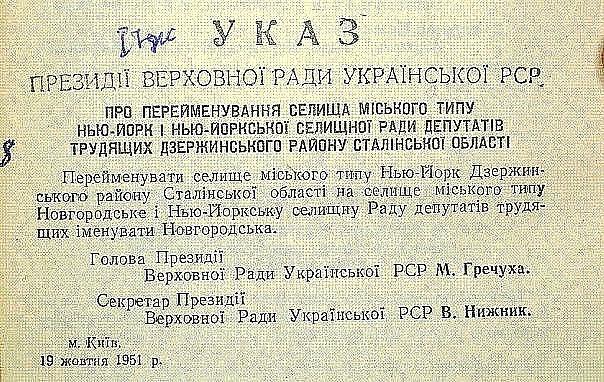 УКАЗ
ПРЕЗИДІЇ ВЕРХОВНОЇ РАДИ УКРАЇНСЬКОЇ РСР
ПРО ПЕРЕЙМЕНУВАННЯ СЕЛИЩА МІСЬКОГО ТИПУ
НЬЮ-ЙОРК І НЬЮ-ЙОРКСЬКОЇ СЕЛИЩНОЇ РАДИ ДЕПУТАТІВ
ТРУДЯЩИХ ДЗЕРЖИНСЬКОГО РАЙОНУ СТАЛІНСЬКОЇ ОБЛАСТІ
Перейменувати селище міського типу Нью-Йорк Дзержин-
ського району Сталінської області на селище міського типу
Новгородське і Нью-Йоркську селищну Раду депутатів трудя-
щих іменувати Новгородська.
Голова Президії
Верховної Ради Української РСР М. Гречуха.
Секретар Президії
Верховної Ради Української РСР В. Нижник.
м. Київ.
19 жовтня 1951 р.